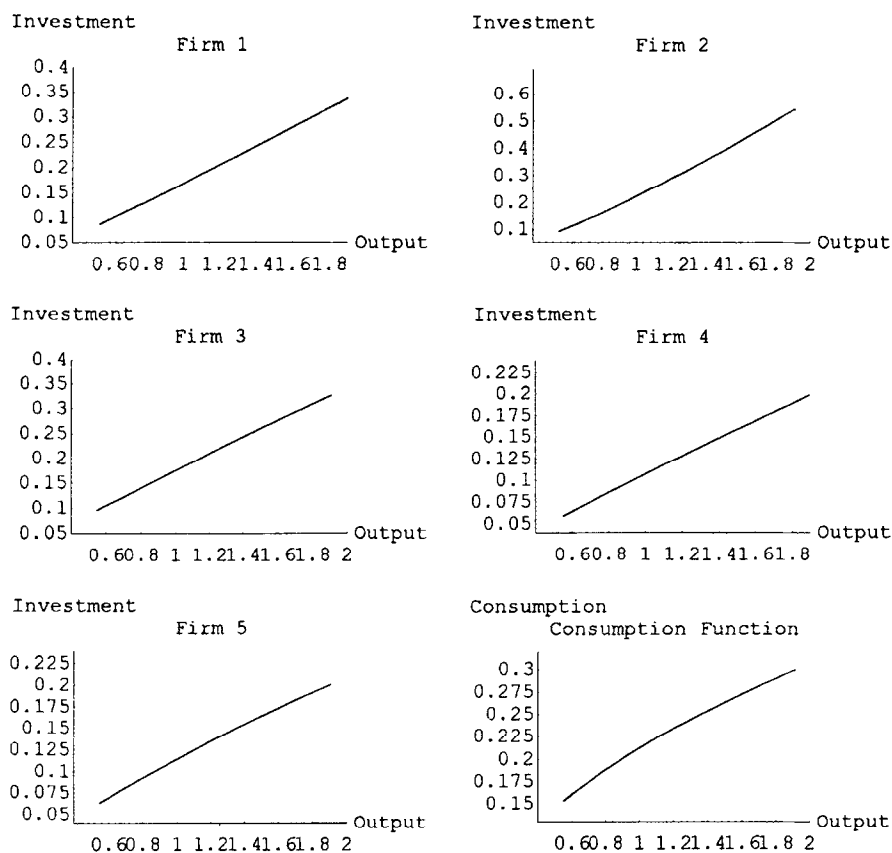 Investment
Firm 1
0.4
0.35
0.3
0.25
0.2
0.15
0.1
0.05
Output
0.60.8 1 1.21.41.61.8
Investment
Firm 2
0.6
0.5
0.4
0.3
0.2
0.1
Output
0.60.8 1 1.21.41.61.8 2
Investment
Firm 3
0.4
0.35
0.3
0.25
0.2
0.15
0.1
0.05
Output
0.60.8 1 1.21.41.61.8 2
Investment
Firm 4
0.225
0.2
0.175
0.15
0.125
0.1
0.075
0.05
Output
0.60.8 1 1.21.41.61.8
Investment
Firm 5
0.225
0.2
0.175
0.15
0.125
0.1
0.075
0.05
Output
0.60.8 1 1.21.41.61.8 2
Consumption
Consumption Function
0.3
0.275
0.25
0.225
0.2
0.175
0.15
Output
0.60.8 1 1.21.41.61.8 2